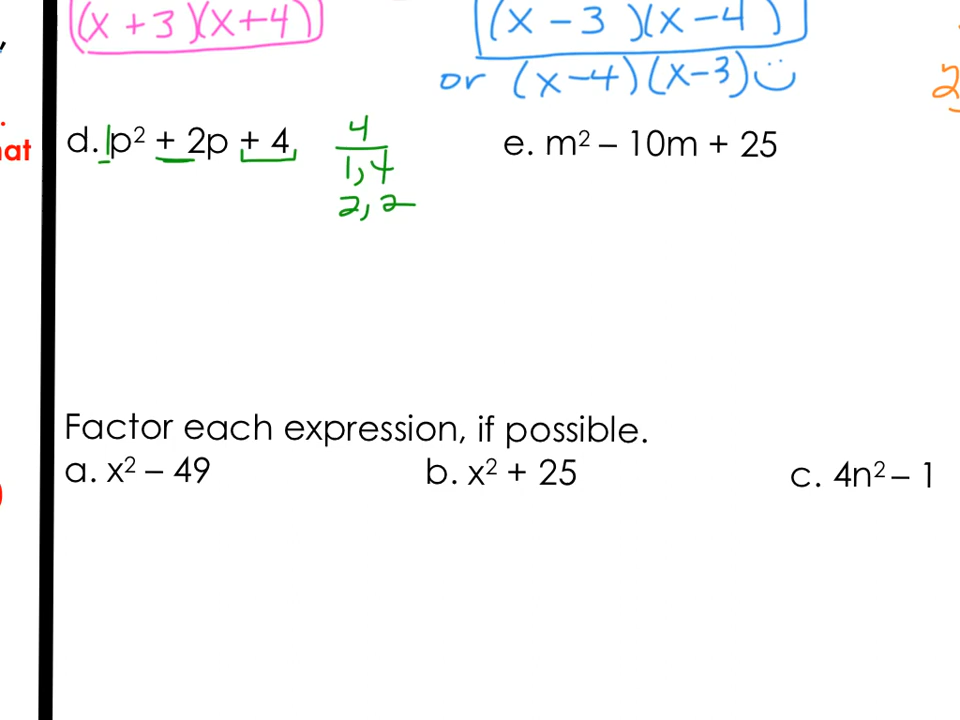 (x + 3)(x + 4)
(x - 3)(x - 4)
or (x - 4)(x - 3)
d. 1p² + 2p + 4
4
1, 4
2, 2
e. m² – 10m + 25
Factor each expression, if possible.
a. x² – 49
b. x² + 25
c. 4n² – 1